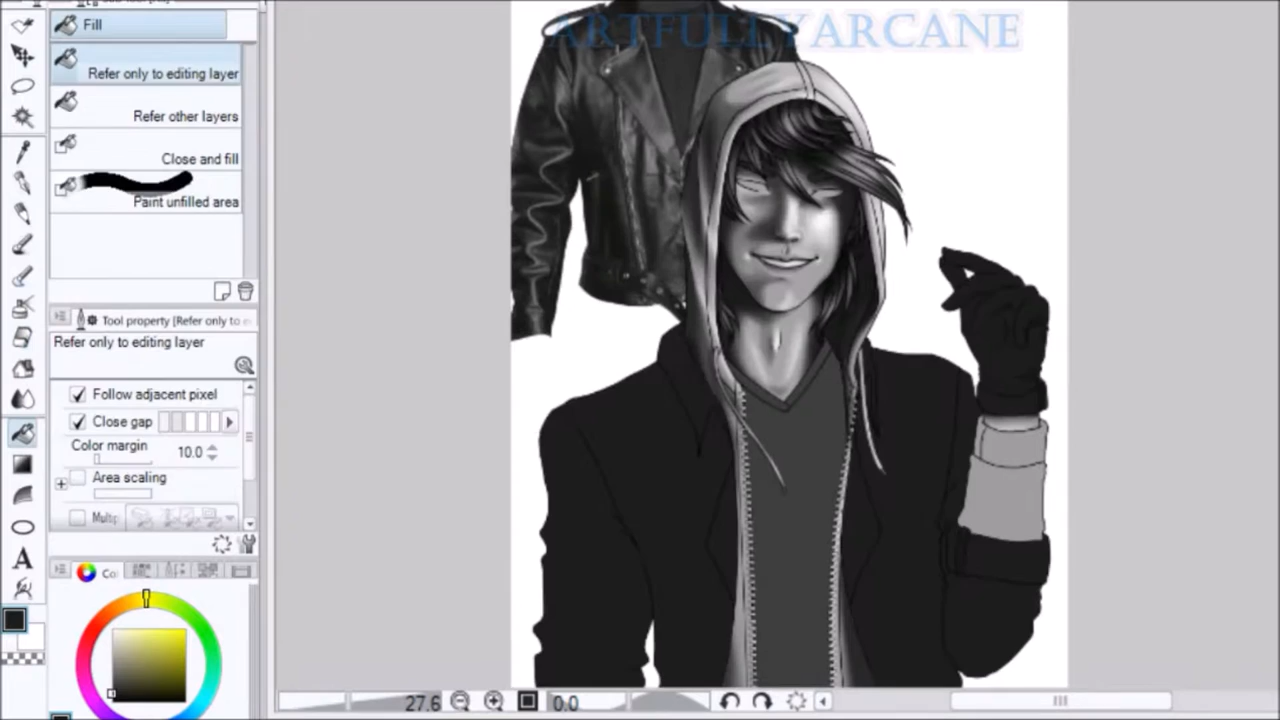 ARTFULLYARCANE
Fill
Refer only to editing layer
Refer other layers
Close and fill
Paint unfilled area
Tool property [Refer only to e
Refer only to editing layer
Follow adjacent pixel
Close gap
Color margin 10.0
Area scaling
Multip
Co
A
27.6
0.0